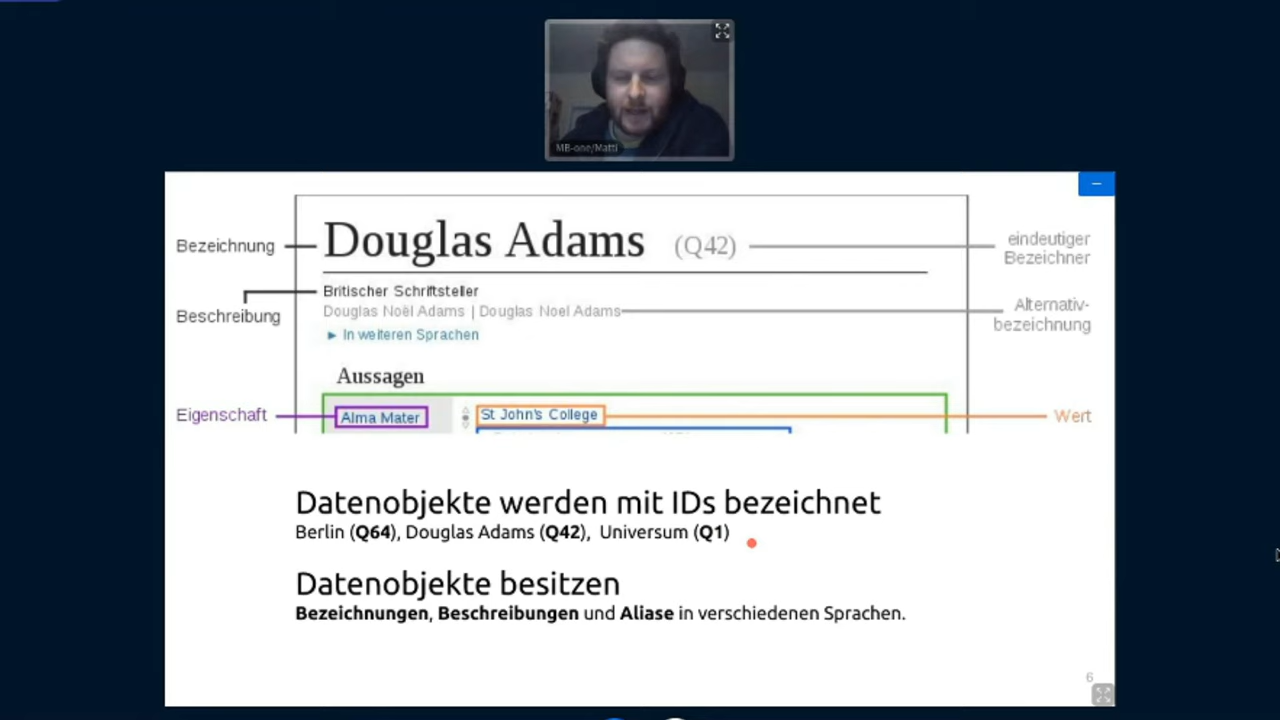 MB-one/Matti
Bezeichnung
Douglas Adams (Q42)
eindeutiger
Bezeichner
Beschreibung
Britischer Schriftsteller
Douglas Noël Adams | Douglas Noel Adams
Alternativ-
bezeichnung
► In weiteren Sprachen
Aussagen
Eigenschaft
Alma Mater
St John's College
Wert
Datenobjekte werden mit IDs bezeichnet
Berlin (Q64), Douglas Adams (Q42), Universum (Q1)
Datenobjekte besitzen
Bezeichnungen, Beschreibungen und Aliase in verschiedenen Sprachen.
6